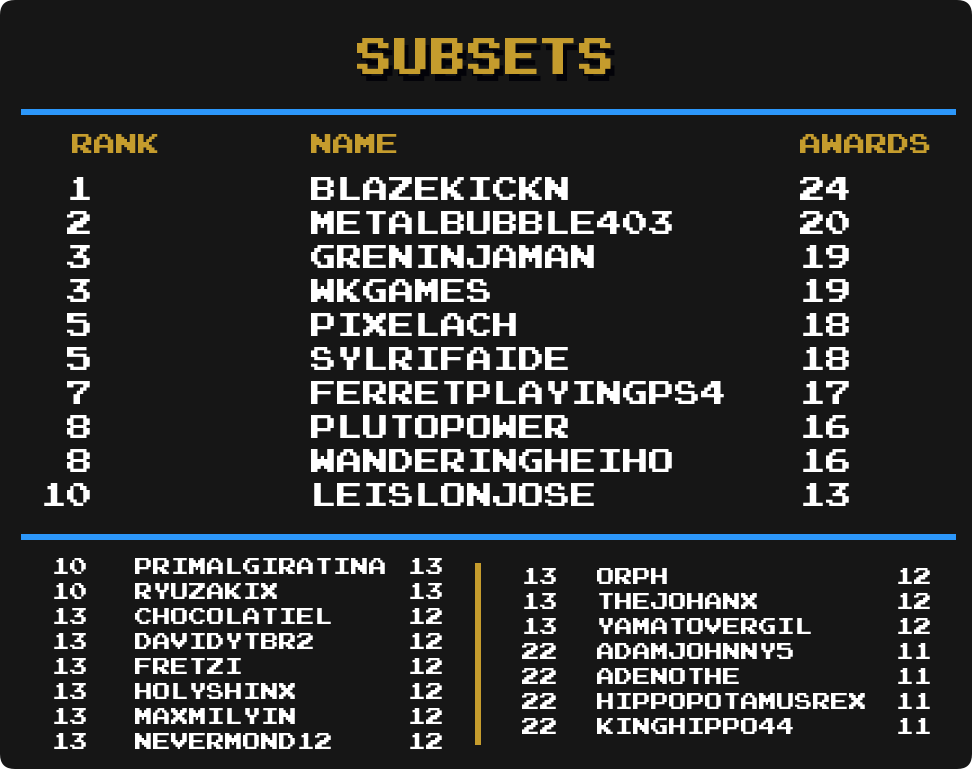 SUBSETS
RANK NAME AWARDS
1 BLAZEKICKN 24
2 METALBUBBLE403 20
3 GRENINJAMAN 19
3 WKGAMES 19
5 PIXELACH 18
5 SYLRIFAIDE 18
7 FERRETPLAYINGPS4 17
8 PLUTOPOWER 16
8 WANDERINGHEIHO 16
10 LEISLONJOSE 13
10 PRIMALGIRATINA 13
10 RYUZAKIX 13
13 CHOCOLATIEL 12
13 DAVIDYTBR2 12
13 FRETZI 12
13 HOLYSHINX 12
13 MAXMILYIN 12
13 NEVERMOND12 12
13 ORPH 12
13 THEJOHANX 12
13 YAMATOVERGIL 12
22 ADAMJOHNNY5 11
22 ADENOTHE 11
22 HIPPOPOTAMUSREX 11
22 KINGHIPPO44 11